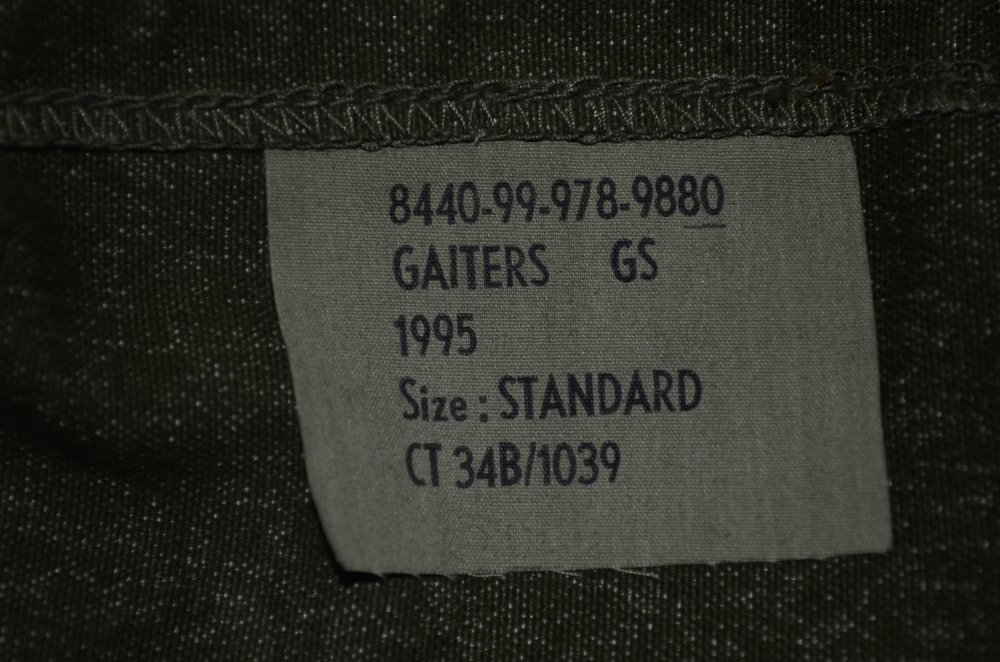 8440-99-978-9880
GAITERS GS
1995
Size : STANDARD
CT 34B/1039